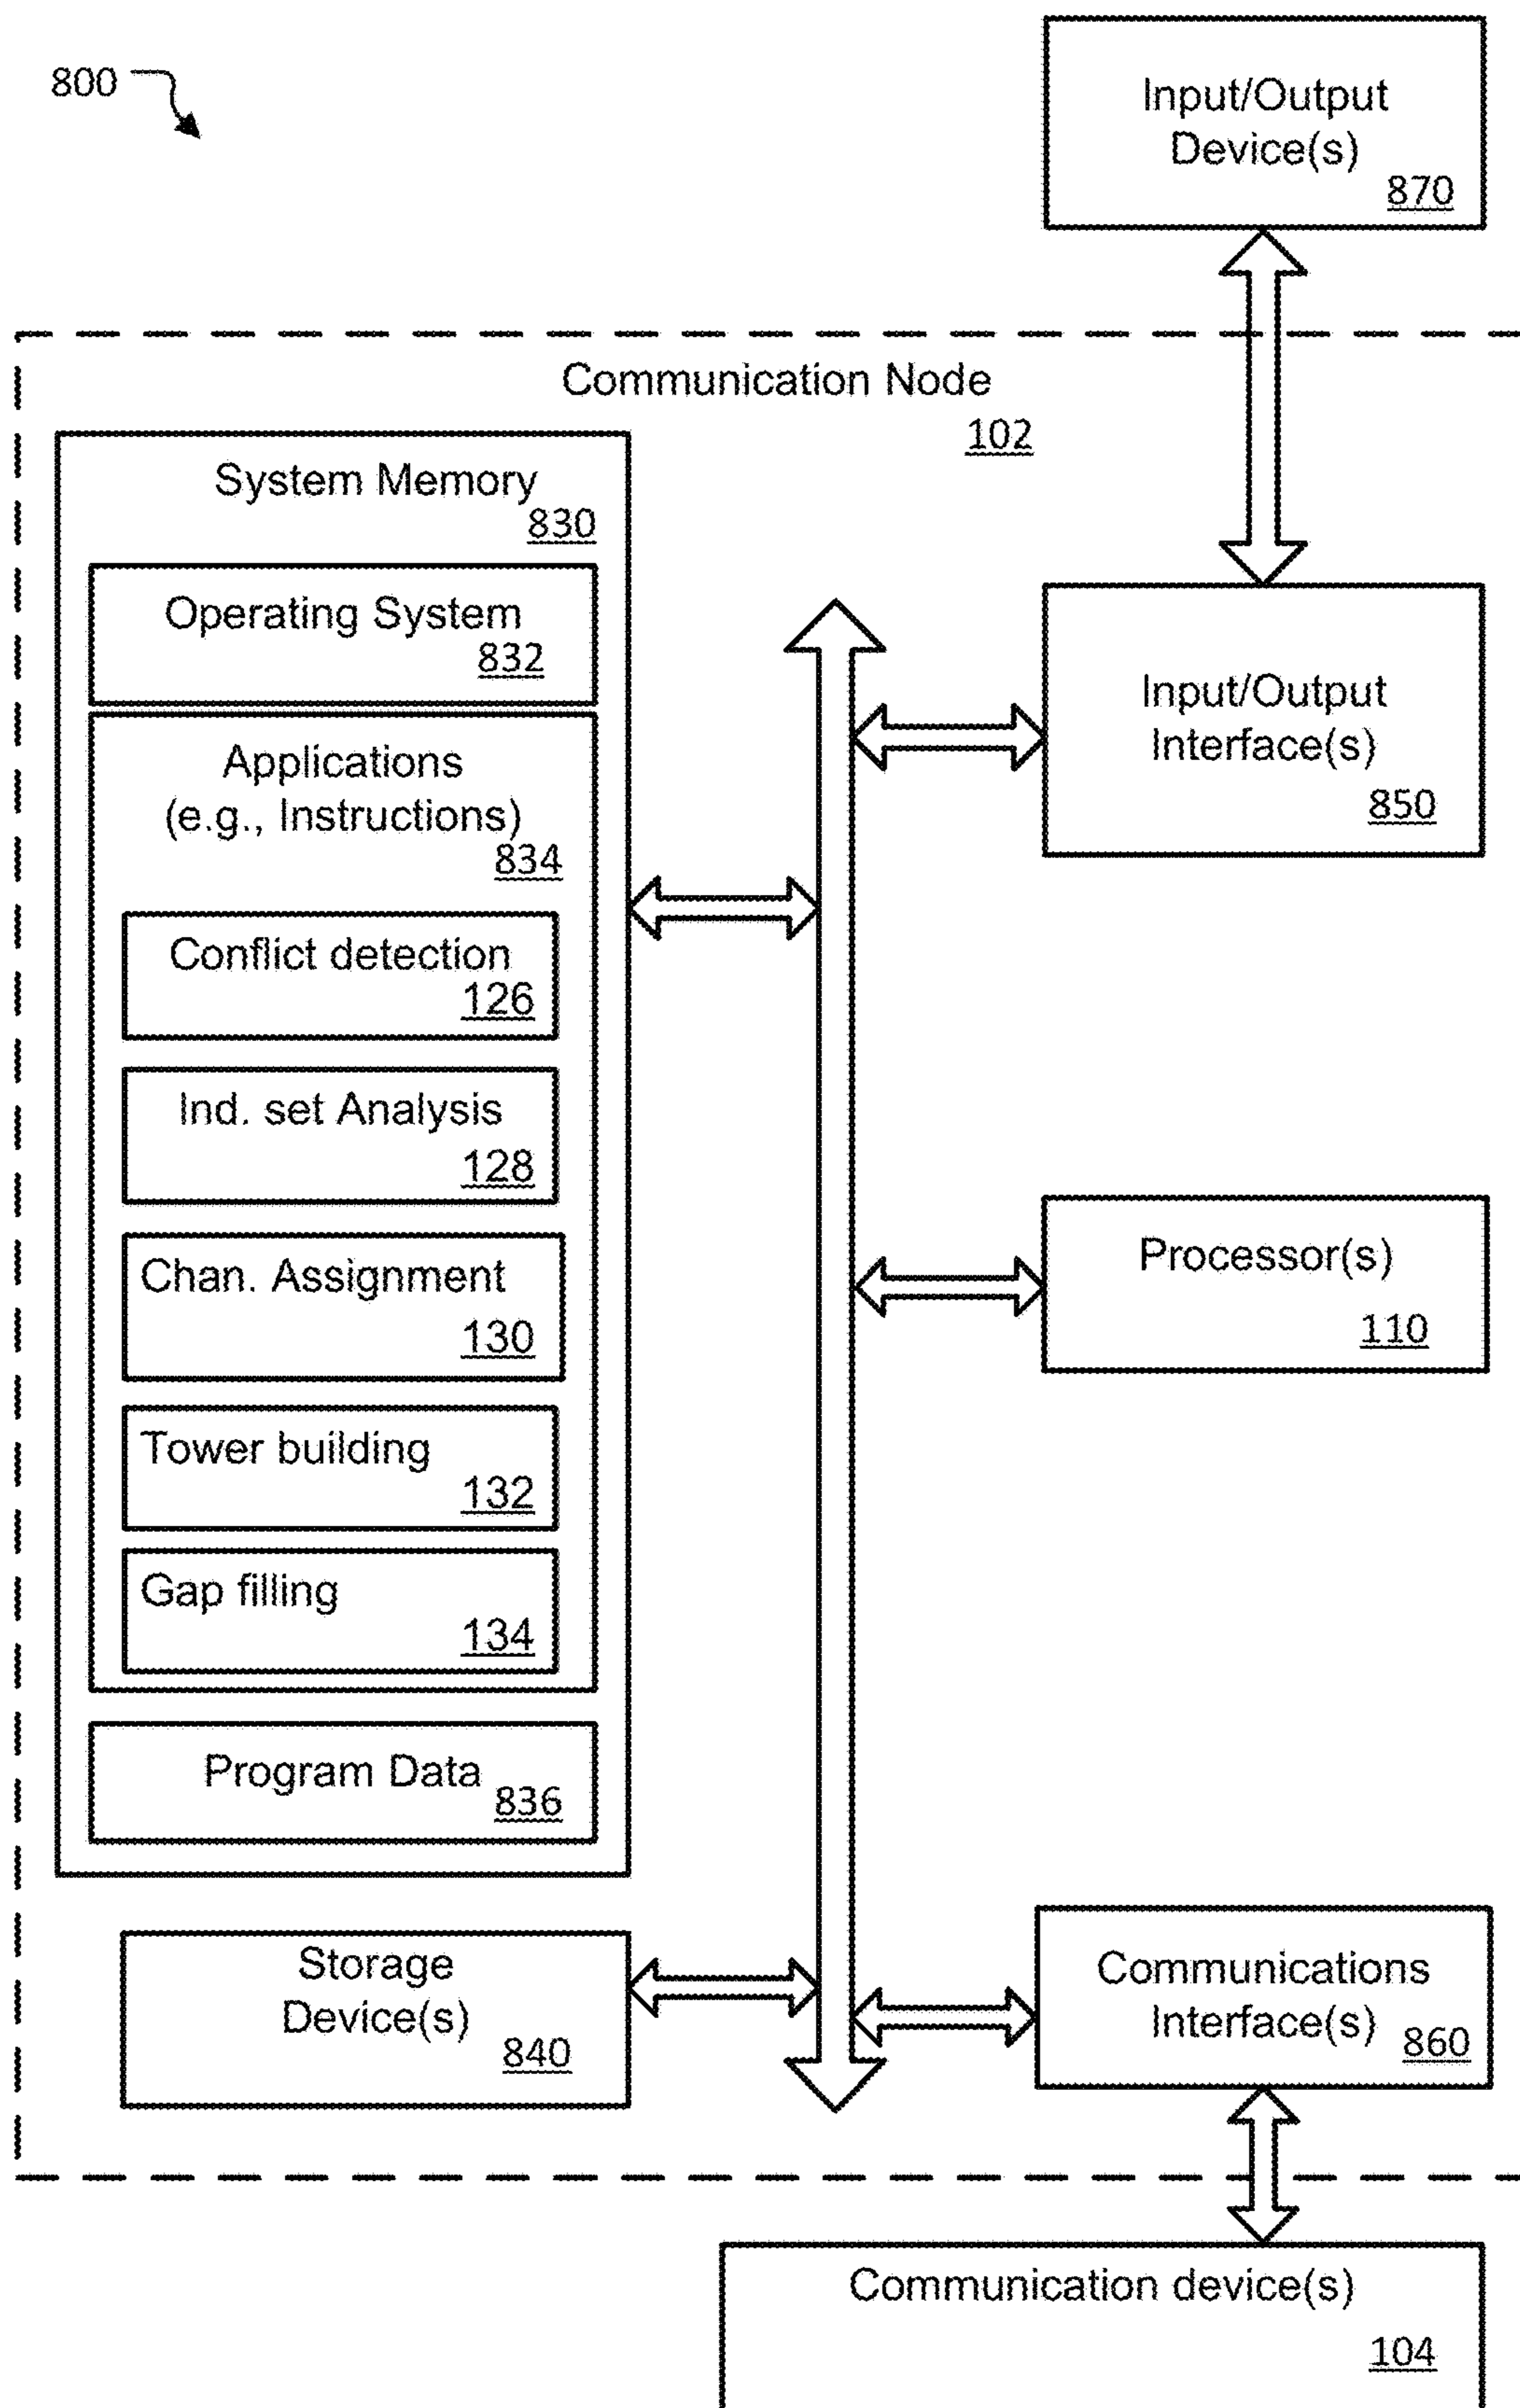 800
Input/Output
Device(s)
870
Communication Node
102
System Memory
830
Operating System
832
Applications
(e.g., Instructions)
834
Conflict detection
126
Ind. set Analysis
128
Chan. Assignment
130
Tower building
132
Gap filling
134
Program Data
836
Storage
Device(s)
840
Input/Output
Interface(s)
850
Processor(s)
110
Communications
Interface(s)
860
Communication device(s)
104